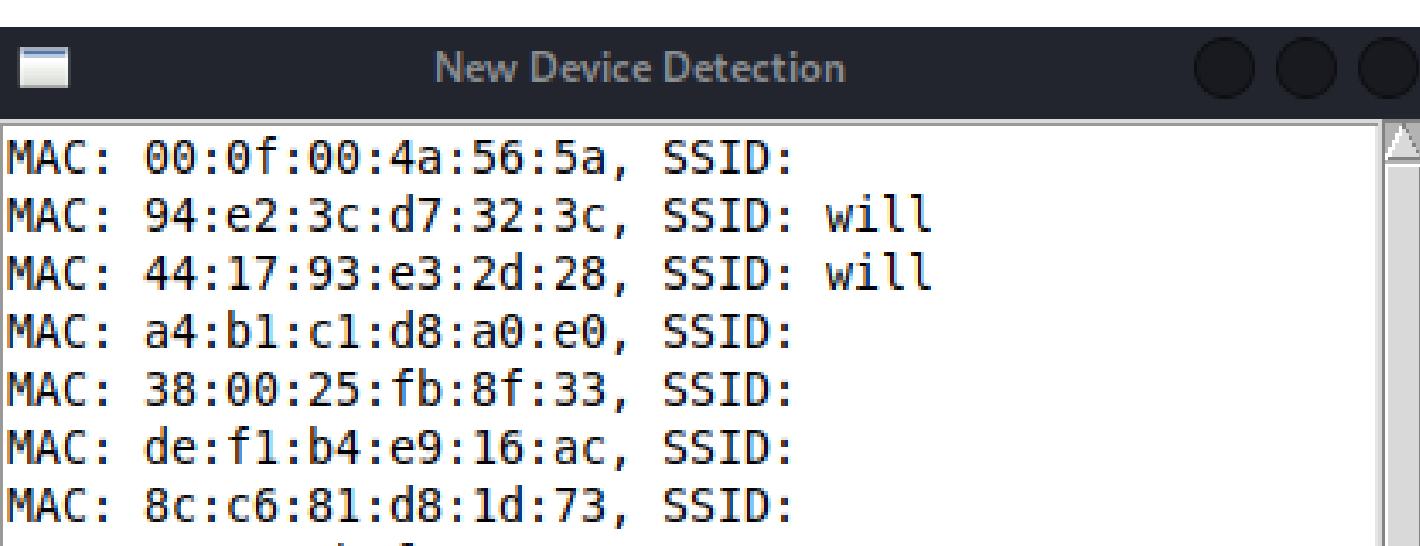 New Device Detection
MAC: 00:0f:00:4a:56:5a, SSID:
MAC: 94:e2:3c:d7:32:3c, SSID: will
MAC: 44:17:93:e3:2d:28, SSID: will
MAC: a4:b1:c1:d8:a0:e0, SSID:
MAC: 38:00:25:fb:8f:33, SSID:
MAC: de:f1:b4:e9:16:ac, SSID:
MAC: 8c:c6:81:d8:1d:73, SSID: